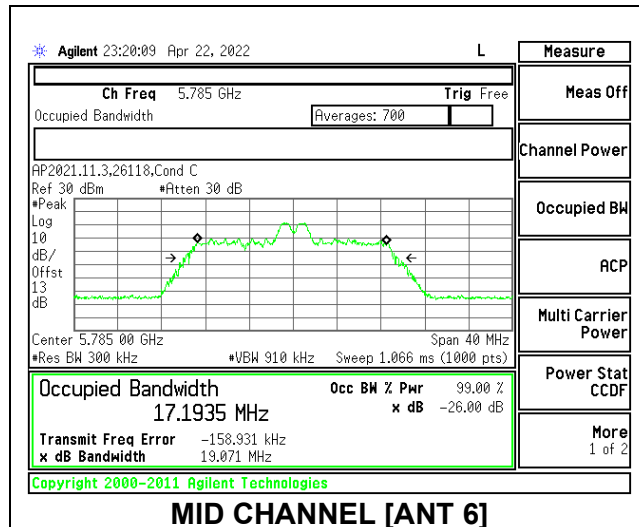 Agilent 23:20:09 Apr 22, 2022 L
Measure
Ch Freq 5.785 GHz Trig Free
Meas Off
Occupied Bandwidth Averages: 700
Channel Power
AP2021.11.3,26118,Cond C
Ref 30 dBm #Atten 30 dB
#Peak
Log
10
dB/
Offst
13
dB
Occupied BW
ACP
Center 5.785 00 GHz Span 40 MHz
#Res BW 300 kHz #VBW 910 kHz Sweep 1.066 ms (1000 pts)
Multi Carrier
Power
Occupied Bandwidth Occ BW % Pwr 99.00 %
17.1935 MHz x dB -26.00 dB
Power Stat
CCDF
Transmit Freq Error -158.931 kHz
x dB Bandwidth 19.071 MHz
More
1 of 2
Copyright 2000-2011 Agilent Technologies
MID CHANNEL [ANT 6]